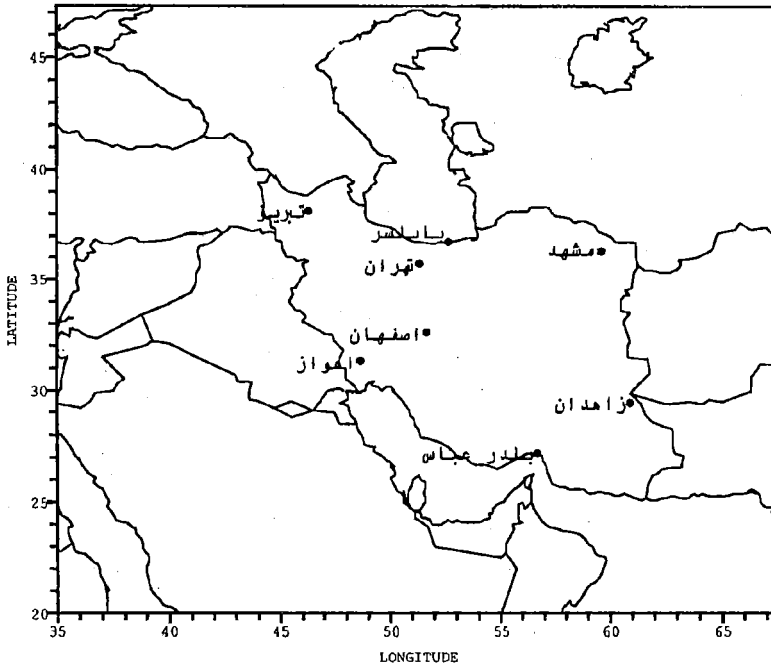 45
40
تبریز
بابلسر
تهران
مشهد
35
LATITUDE
اصفهان
اهواز
30
زاهدان
بندر عباس
25
20
35 40 45 50 55 60 65
LONGITUDE